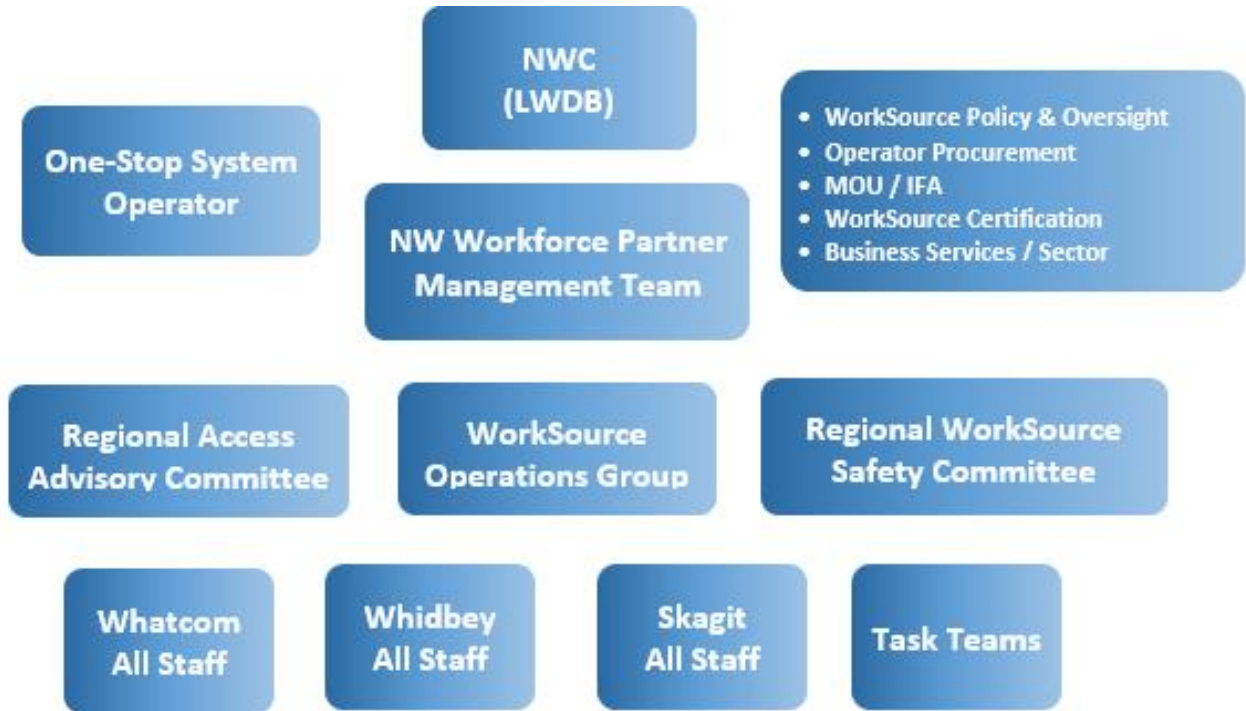 NWC
(LWDB)
One-Stop System
Operator
• WorkSource Policy & Oversight
• Operator Procurement
• MOU / IFA
• WorkSource Certification
• Business Services / Sector
NW Workforce Partner
Management Team
Regional Access
Advisory Committee
WorkSource
Operations Group
Regional WorkSource
Safety Committee
Whatcom
All Staff
Whidbey
All Staff
Skagit
All Staff
Task Teams